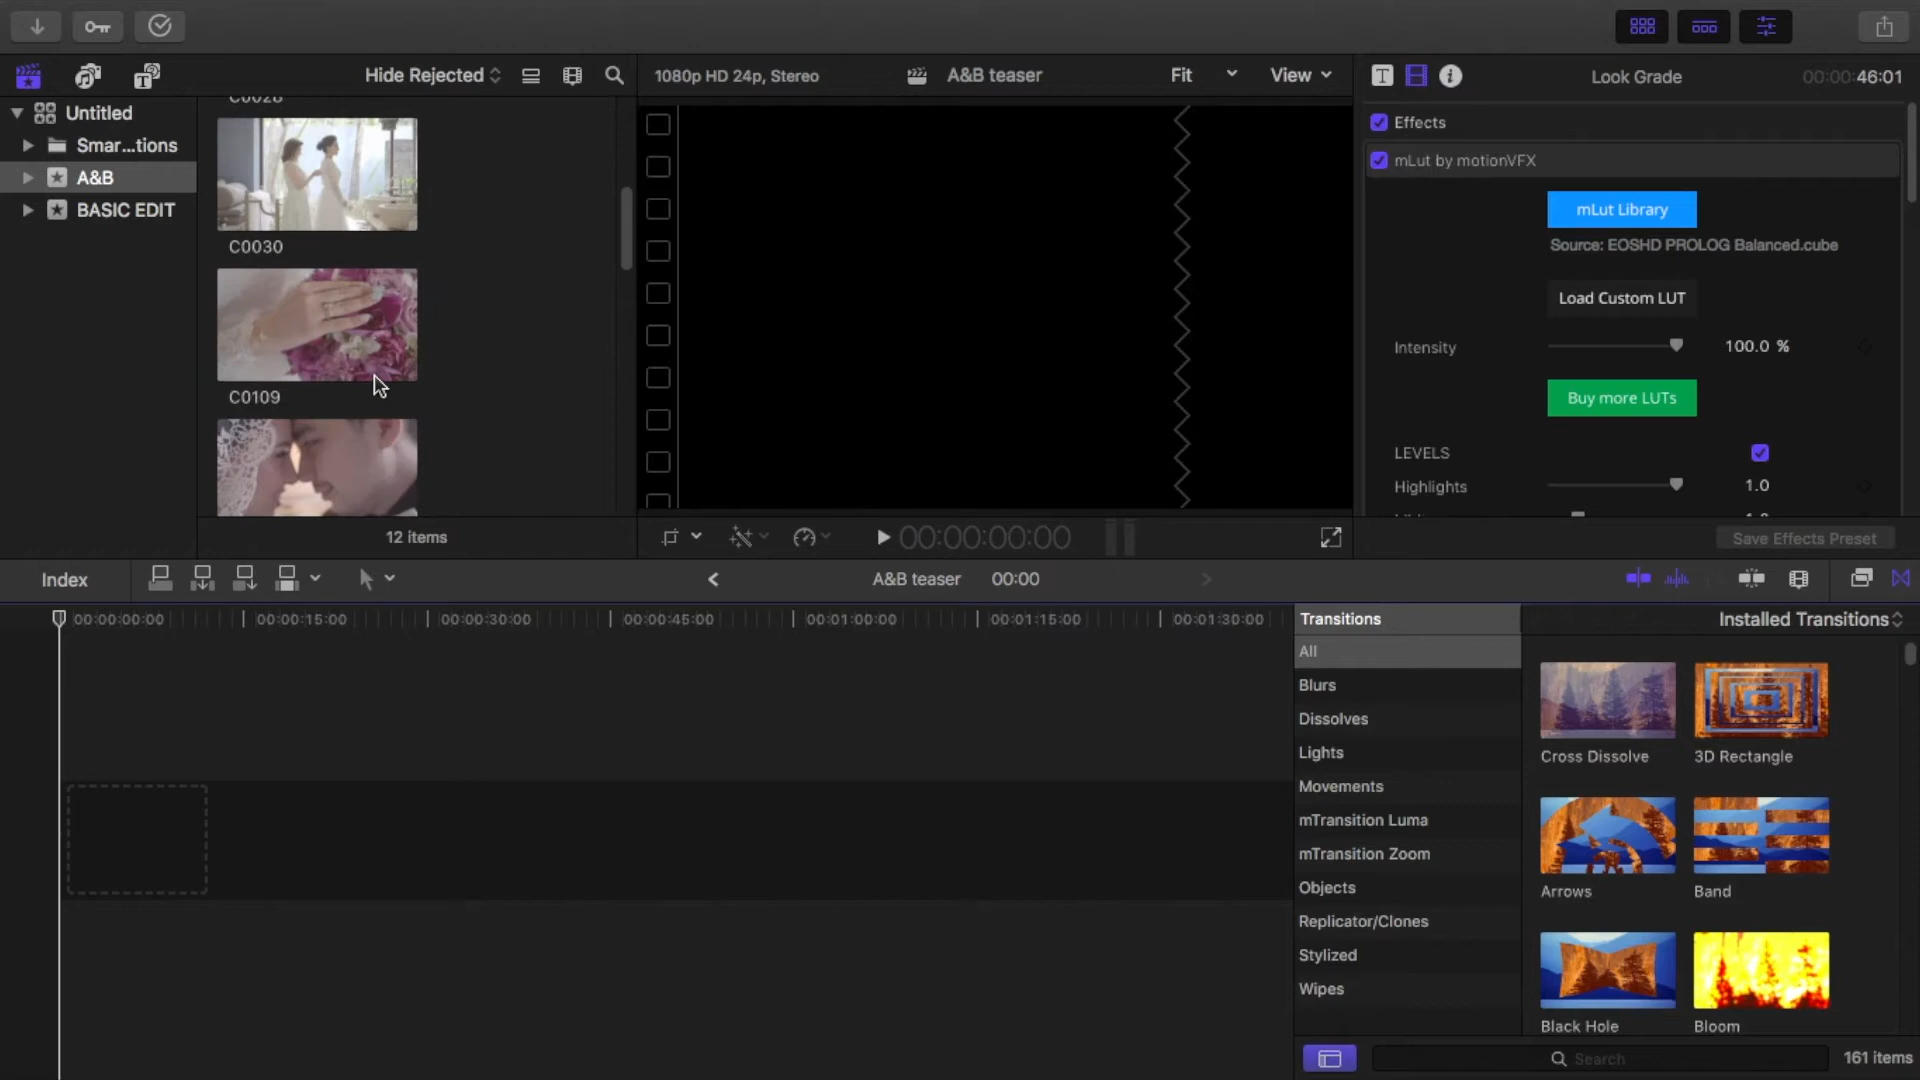 Hide Rejected
1080p HD 24p, Stereo
A&B teaser
Fit
View
Look Grade
00:00:46:01
Untitled
Smar...tions
A&B
BASIC EDIT
C0028
C0030
C0109
12 items
00:00:00:00
Effects
mLut by motionVFX
mLut Library
Source: EOSHD PROLOG Balanced.cube
Load Custom LUT
Intensity
100.0 %
Buy more LUTs
LEVELS
Highlights
1.0
Save Effects Preset
Index
A&B teaser
00:00
00:00:00:00
00:00:15:00
00:00:30:00
00:00:45:00
00:01:00:00
00:01:15:00
00:01:30:00
Transitions
Installed Transitions
All
Blurs
Dissolves
Lights
Movements
mTransition Luma
mTransition Zoom
Objects
Replicator/Clones
Stylized
Wipes
Cross Dissolve
3D Rectangle
Arrows
Band
Black Hole
Bloom
Search
161 items